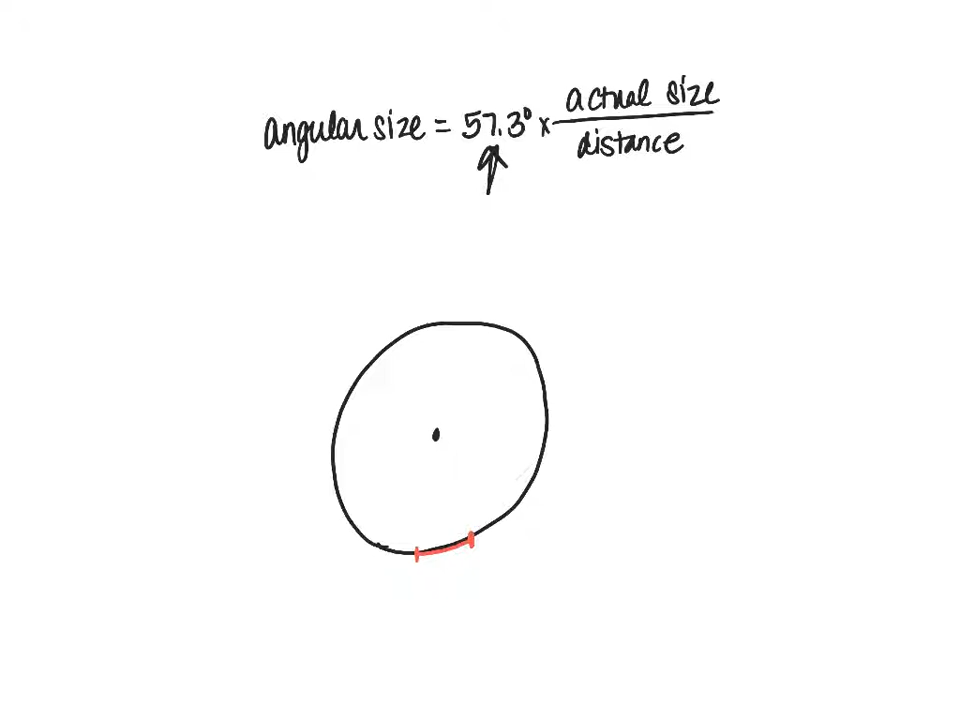 angular size = 57.3° x actual size / distance